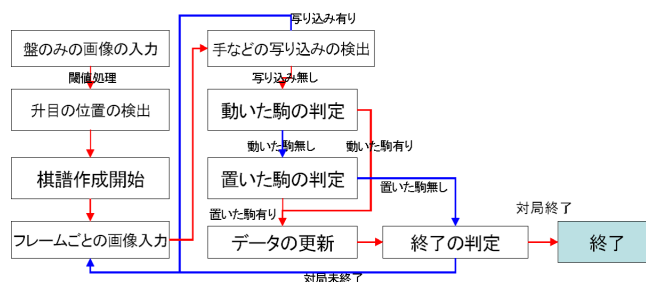 写り込み有り
盤のみの画像の入力
手などの写り込みの検出
閾値処理
写り込み無し
升目の位置の検出
動いた駒の判定
動いた駒無し
動いた駒有り
棋譜作成開始
置いた駒の判定
置いた駒無し
置いた駒有り
対局終了
フレームごとの画像入力
データの更新
終了の判定
終了
対局未終了